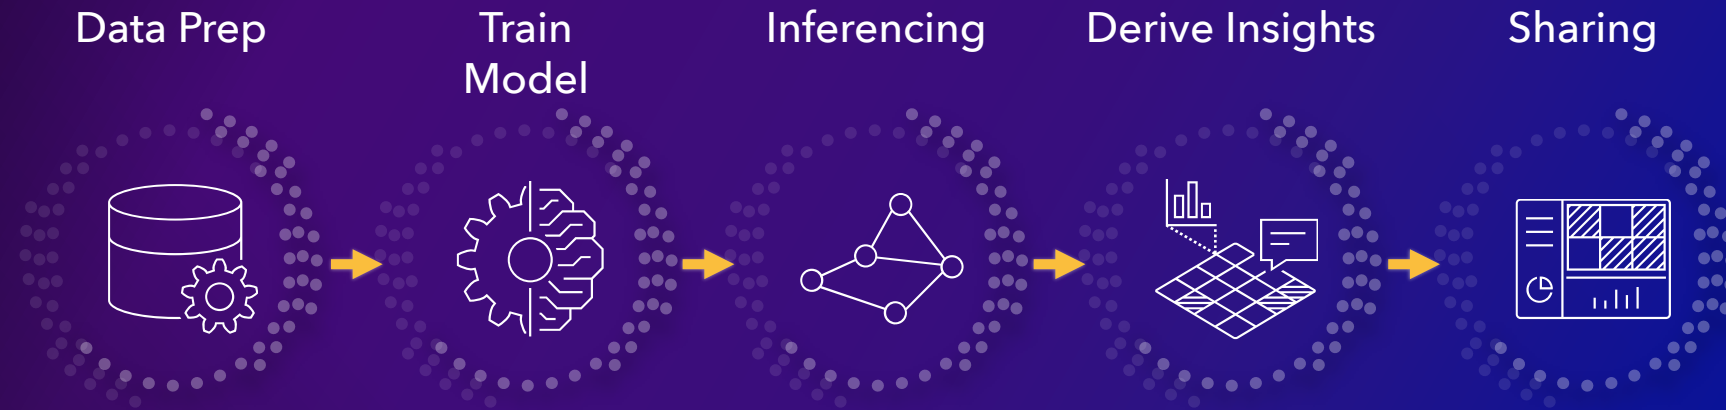 Data Prep
Train
Model
Inferencing
Derive Insights
Sharing